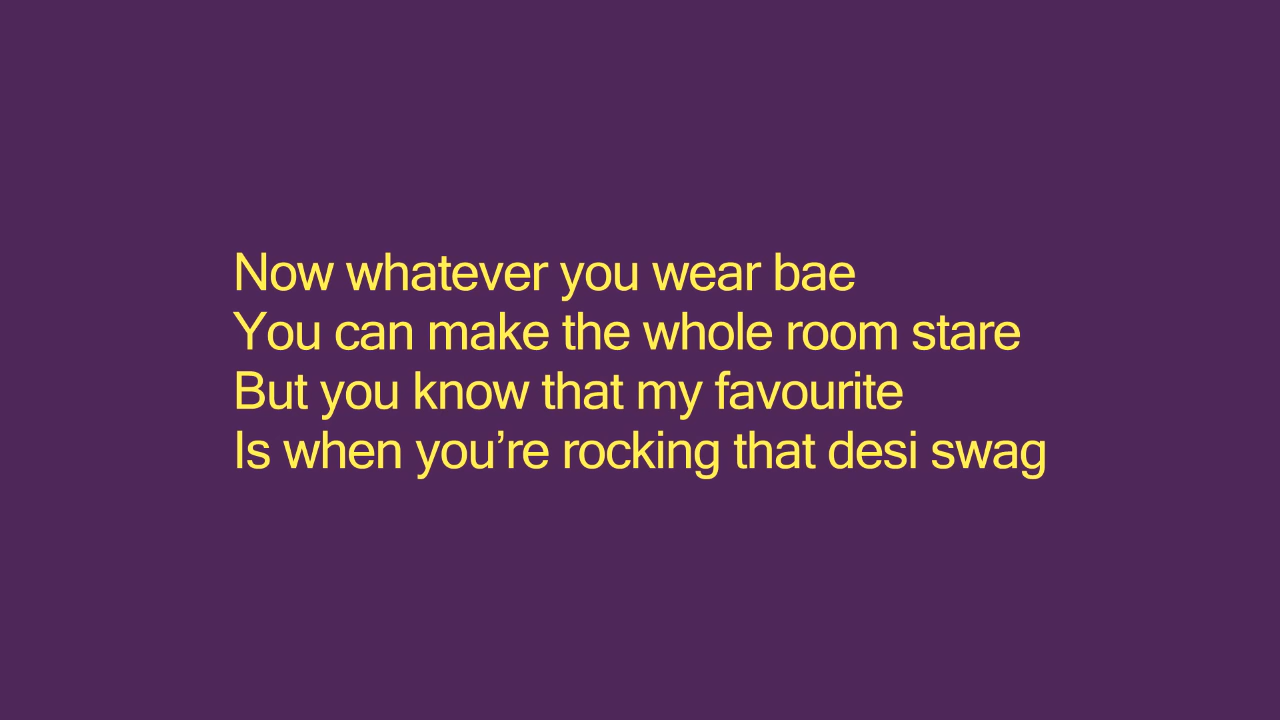 Now whatever you wear bae
You can make the whole room stare
But you know that my favourite
Is when you’re rocking that desi swag